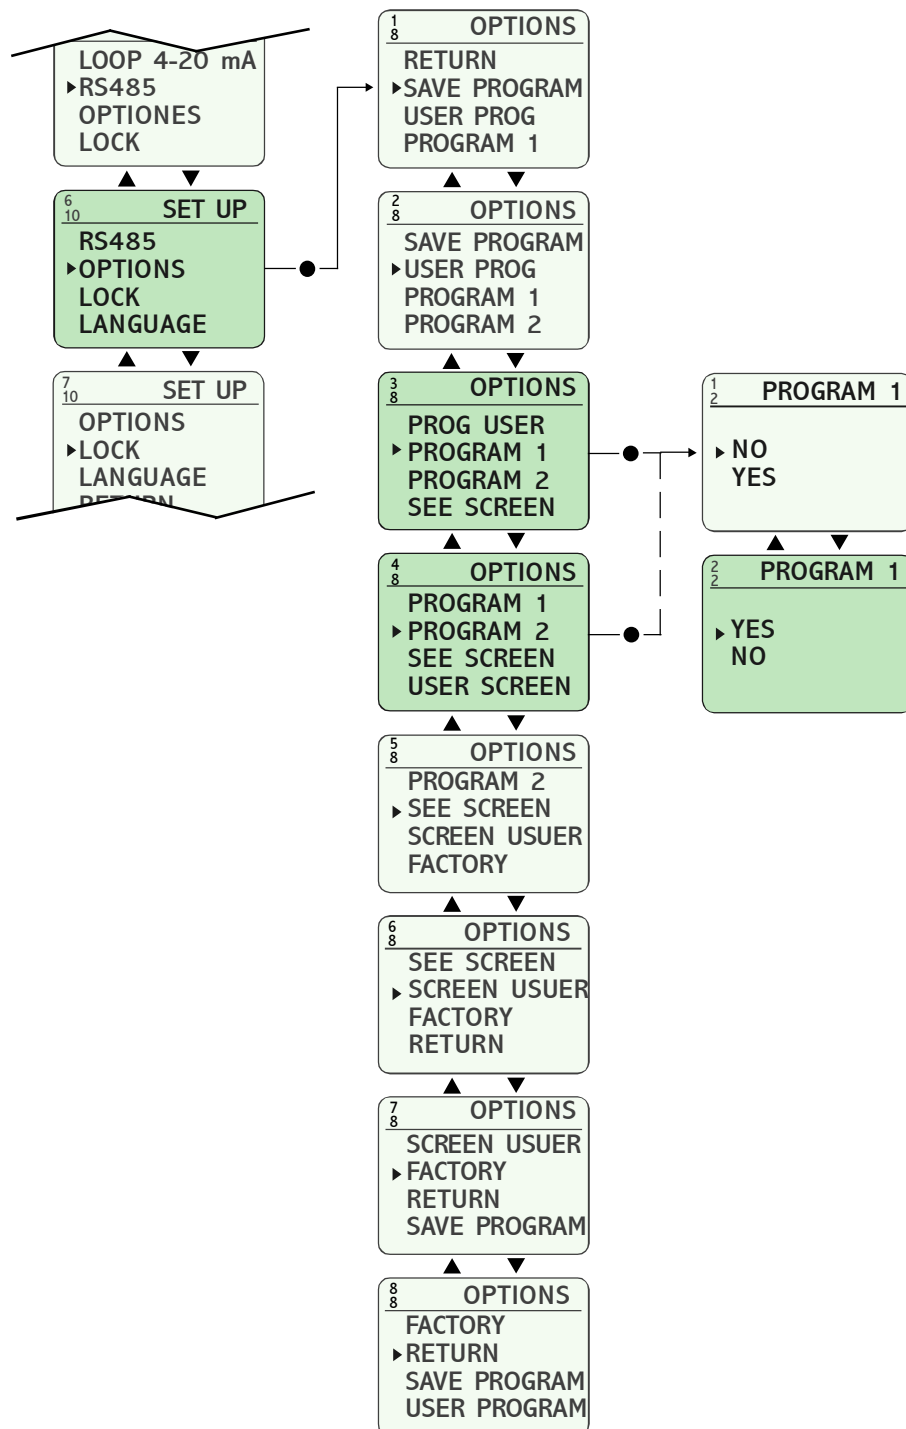 LOOP 4-20 mA
RS485
OPTIONES
LOCK
6
10
SET UP
RS485
OPTIONS
LOCK
LANGUAGE
7
10
SET UP
OPTIONS
LOCK
LANGUAGE
RETURN
1
8
OPTIONS
RETURN
SAVE PROGRAM
USER PROG
PROGRAM 1
2
8
OPTIONS
SAVE PROGRAM
USER PROG
PROGRAM 1
PROGRAM 2
3
8
OPTIONS
PROG USER
PROGRAM 1
PROGRAM 2
SEE SCREEN
4
8
OPTIONS
PROGRAM 1
PROGRAM 2
SEE SCREEN
USER SCREEN
5
8
OPTIONS
PROGRAM 2
SEE SCREEN
SCREEN USUER
FACTORY
6
8
OPTIONS
SEE SCREEN
SCREEN USUER
FACTORY
RETURN
7
8
OPTIONS
SCREEN USUER
FACTORY
RETURN
SAVE PROGRAM
8
8
OPTIONS
FACTORY
RETURN
SAVE PROGRAM
USER PROGRAM
1
2
PROGRAM 1
NO
YES
2
2
PROGRAM 1
YES
NO